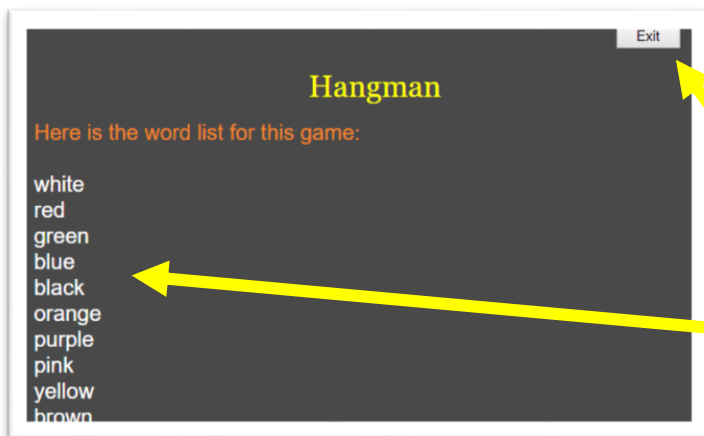 Exit
Hangman
Here is the word list for this game:
white
red
green
blue
black
orange
purple
pink
yellow
brown